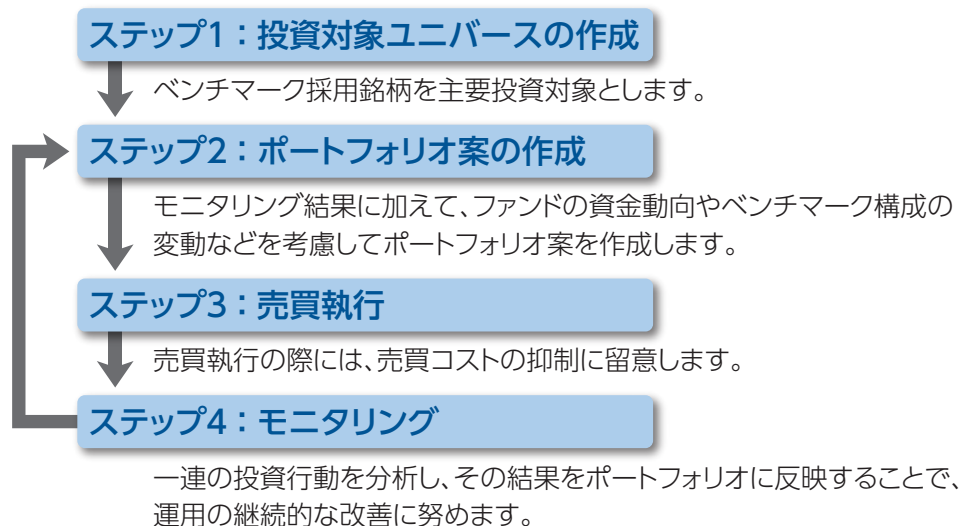 ステップ1：投資対象ユニバースの作成
ベンチマーク採用銘柄を主要投資対象とします。
ステップ2：ポートフォリオ案の作成
モニタリング結果に加えて、ファンドの資金動向やベンチマーク構成の
変動などを考慮してポートフォリオ案を作成します。
ステップ3：売買執行
売買執行の際には、売買コストの抑制に留意します。
ステップ4：モニタリング
一連の投資行動を分析し、その結果をポートフォリオに反映することで、
運用の継続的な改善に努めます。